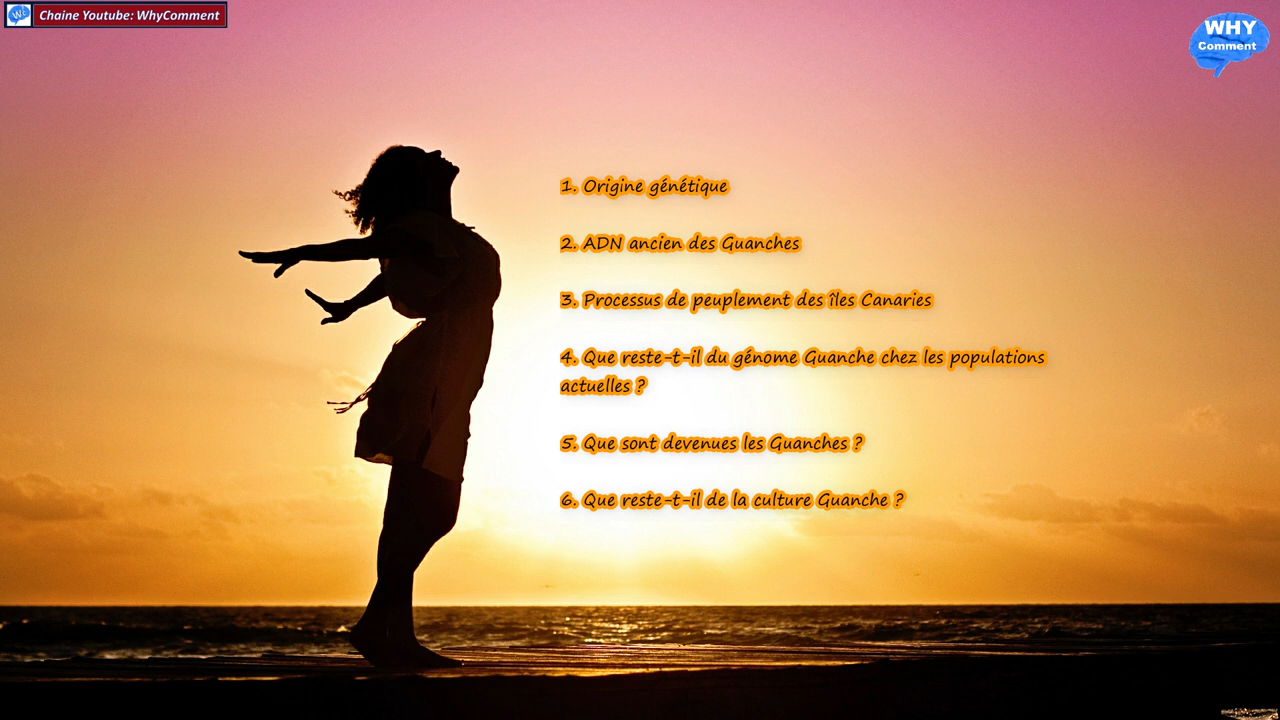 Wc Chaine Youtube: WhyComment
WHY
Comment
1. Origine génétique
2. ADN ancien des Guanches
3. Processus de peuplement des îles Canaries
4. Que reste-t-il du génome Guanche chez les populations
actuelles ?
5. Que sont devenues les Guanches ?
6. Que reste-t-il de la culture Guanche ?